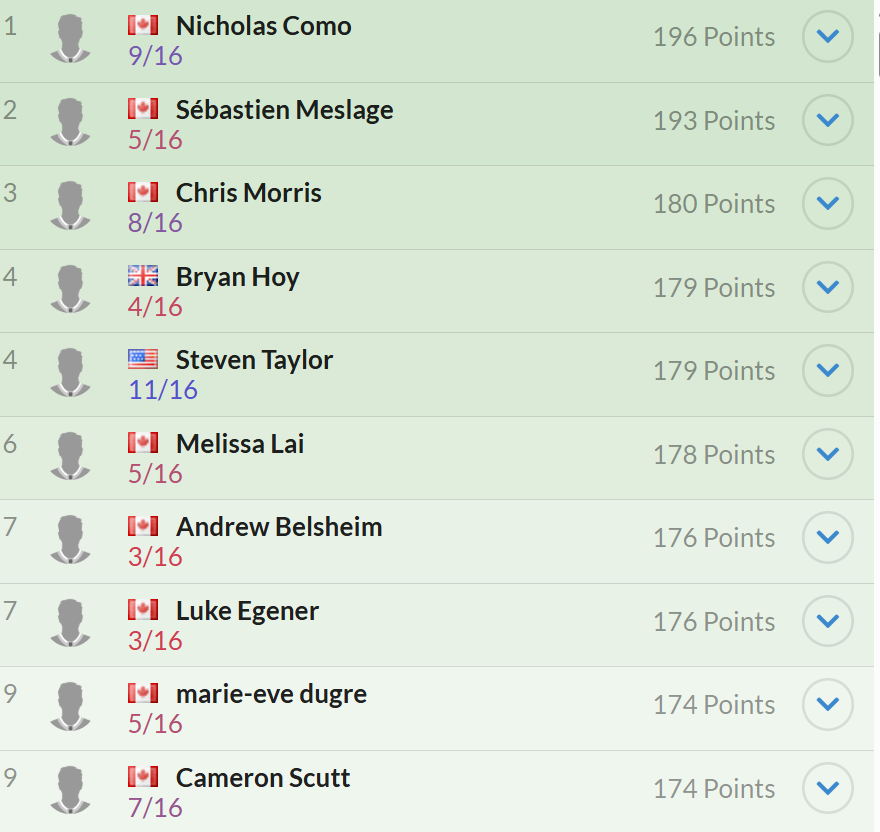 1 Nicholas Como
196 Points
9/16
2 Sébastien Meslage
193 Points
5/16
3 Chris Morris
180 Points
8/16
4 Bryan Hoy
179 Points
4/16
4 Steven Taylor
179 Points
11/16
6 Melissa Lai
178 Points
5/16
7 Andrew Belsheim
176 Points
3/16
7 Luke Egener
176 Points
3/16
9 marie-eve dugre
174 Points
5/16
9 Cameron Scutt
174 Points
7/16